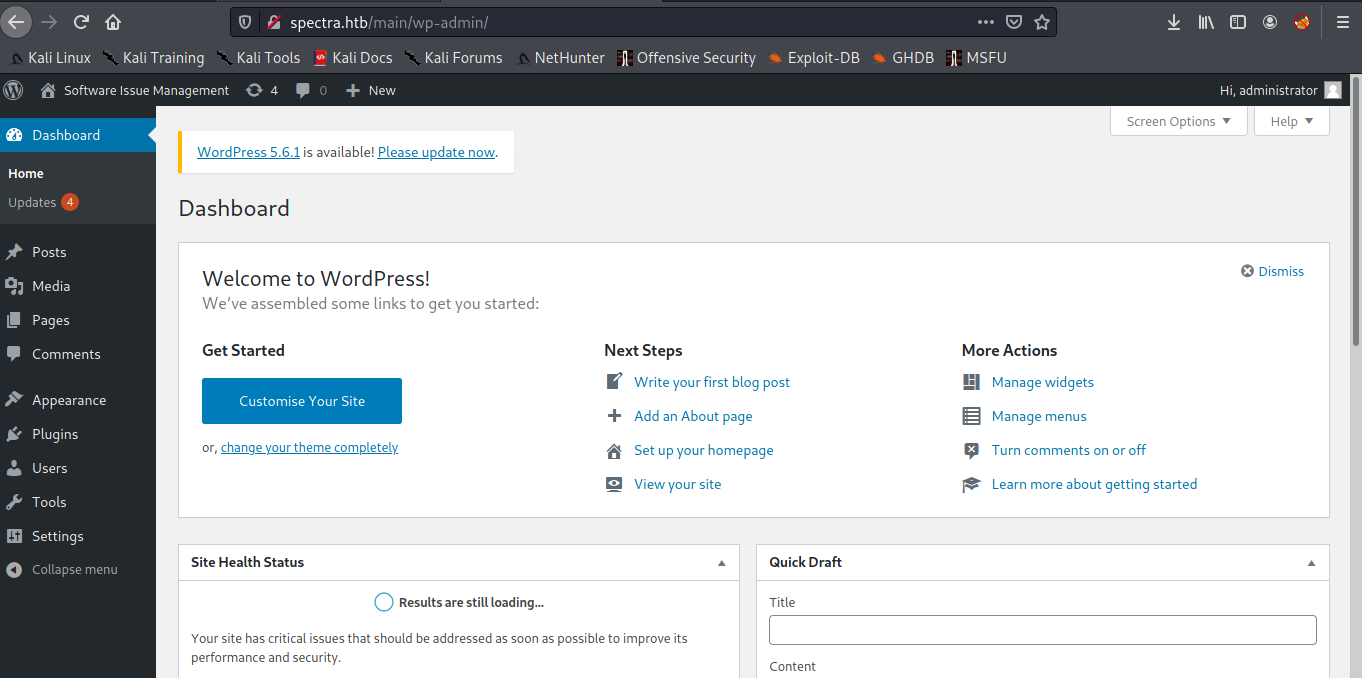 spectra.htb/main/wp-admin/
Kali Linux Kali Training Kali Tools Kali Docs Kali Forums NetHunter Offensive Security Exploit-DB GHDB MSFU
Software Issue Management 4 0 New Hi, administrator
Dashboard
Home
Updates 4
Posts
Media
Pages
Comments
Appearance
Plugins
Users
Tools
Settings
Collapse menu
Screen Options Help
WordPress 5.6.1 is available! Please update now.
Dashboard
Welcome to WordPress!
We've assembled some links to get you started:
Dismiss
Get Started
Customise Your Site
or, change your theme completely
Next Steps
Write your first blog post
Add an About page
Set up your homepage
View your site
More Actions
Manage widgets
Manage menus
Turn comments on or off
Learn more about getting started
Site Health Status
Results are still loading...
Your site has critical issues that should be addressed as soon as possible to improve its
performance and security.
Quick Draft
Title
Content